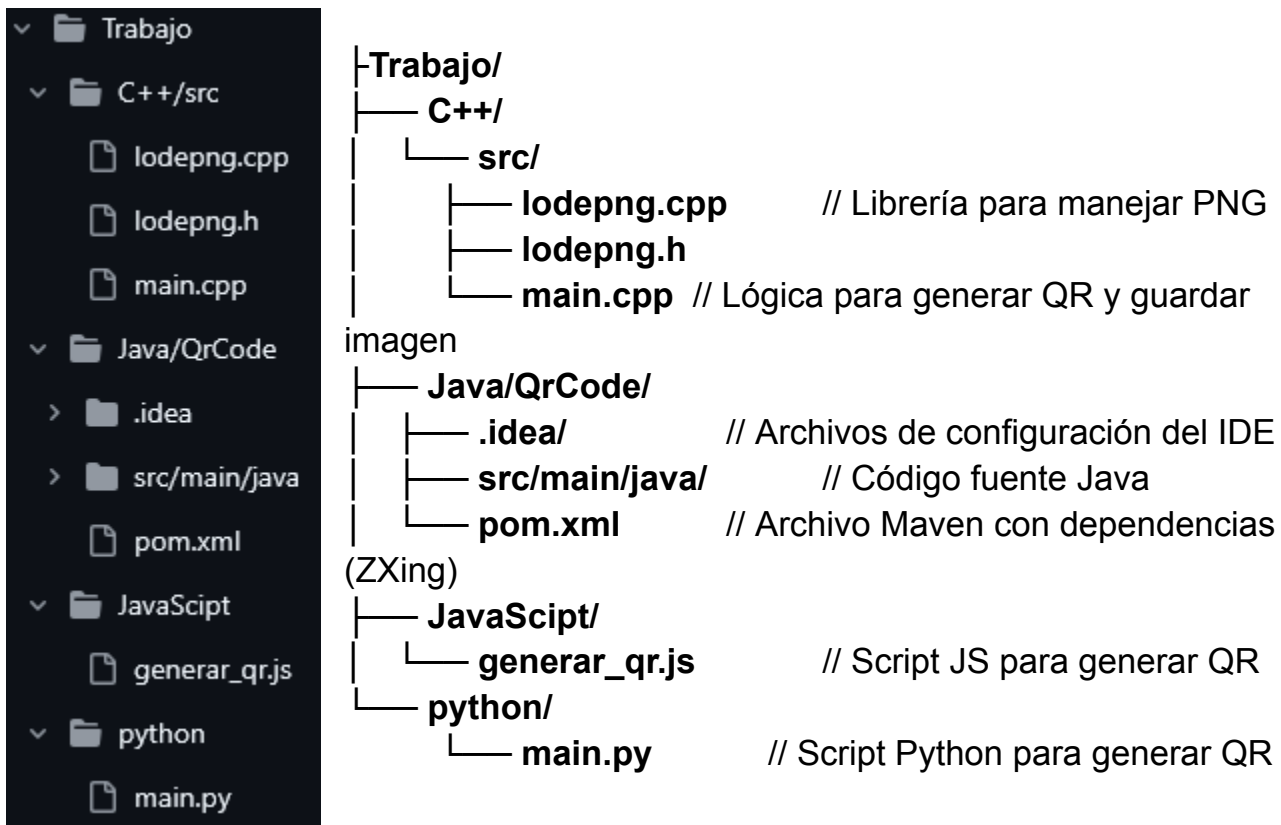 Trabajo
C++/src
lodepng.cpp
lodepng.h
main.cpp
Java/QrCode
.idea
src/main/java
pom.xml
JavaScipt
generar_qr.js
python
main.py
├Trabajo/
├── C++/
│ └── src/
│ ├── lodepng.cpp // Librería para manejar PNG
│ ├── lodepng.h
│ └── main.cpp // Lógica para generar QR y guardar
imagen
├── Java/QrCode/
│ ├── .idea/ // Archivos de configuración del IDE
│ ├── src/main/java/ // Código fuente Java
│ └── pom.xml // Archivo Maven con dependencias
(ZXing)
├── JavaScipt/
│ └── generar_qr.js // Script JS para generar QR
└── python/
└── main.py // Script Python para generar QR